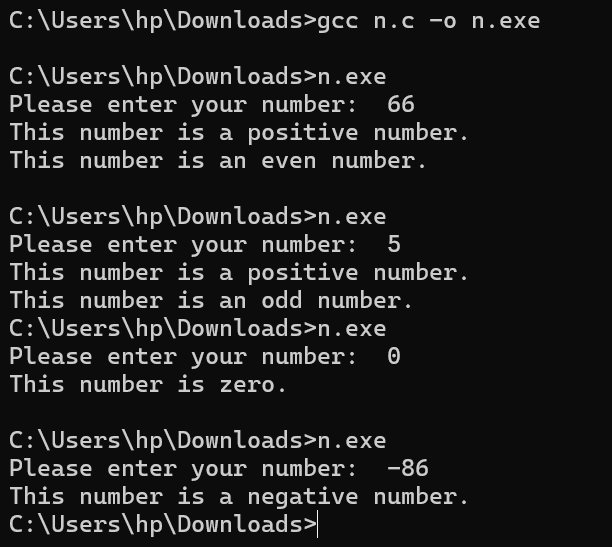 C:\Users\hp\Downloads>gcc n.c -o n.exe
C:\Users\hp\Downloads>n.exe
Please enter your number:  66
This number is a positive number.
This number is an even number.
C:\Users\hp\Downloads>n.exe
Please enter your number:  5
This number is a positive number.
This number is an odd number.
C:\Users\hp\Downloads>n.exe
Please enter your number:  0
This number is zero.
C:\Users\hp\Downloads>n.exe
Please enter your number:  -86
This number is a negative number.
C:\Users\hp\Downloads>